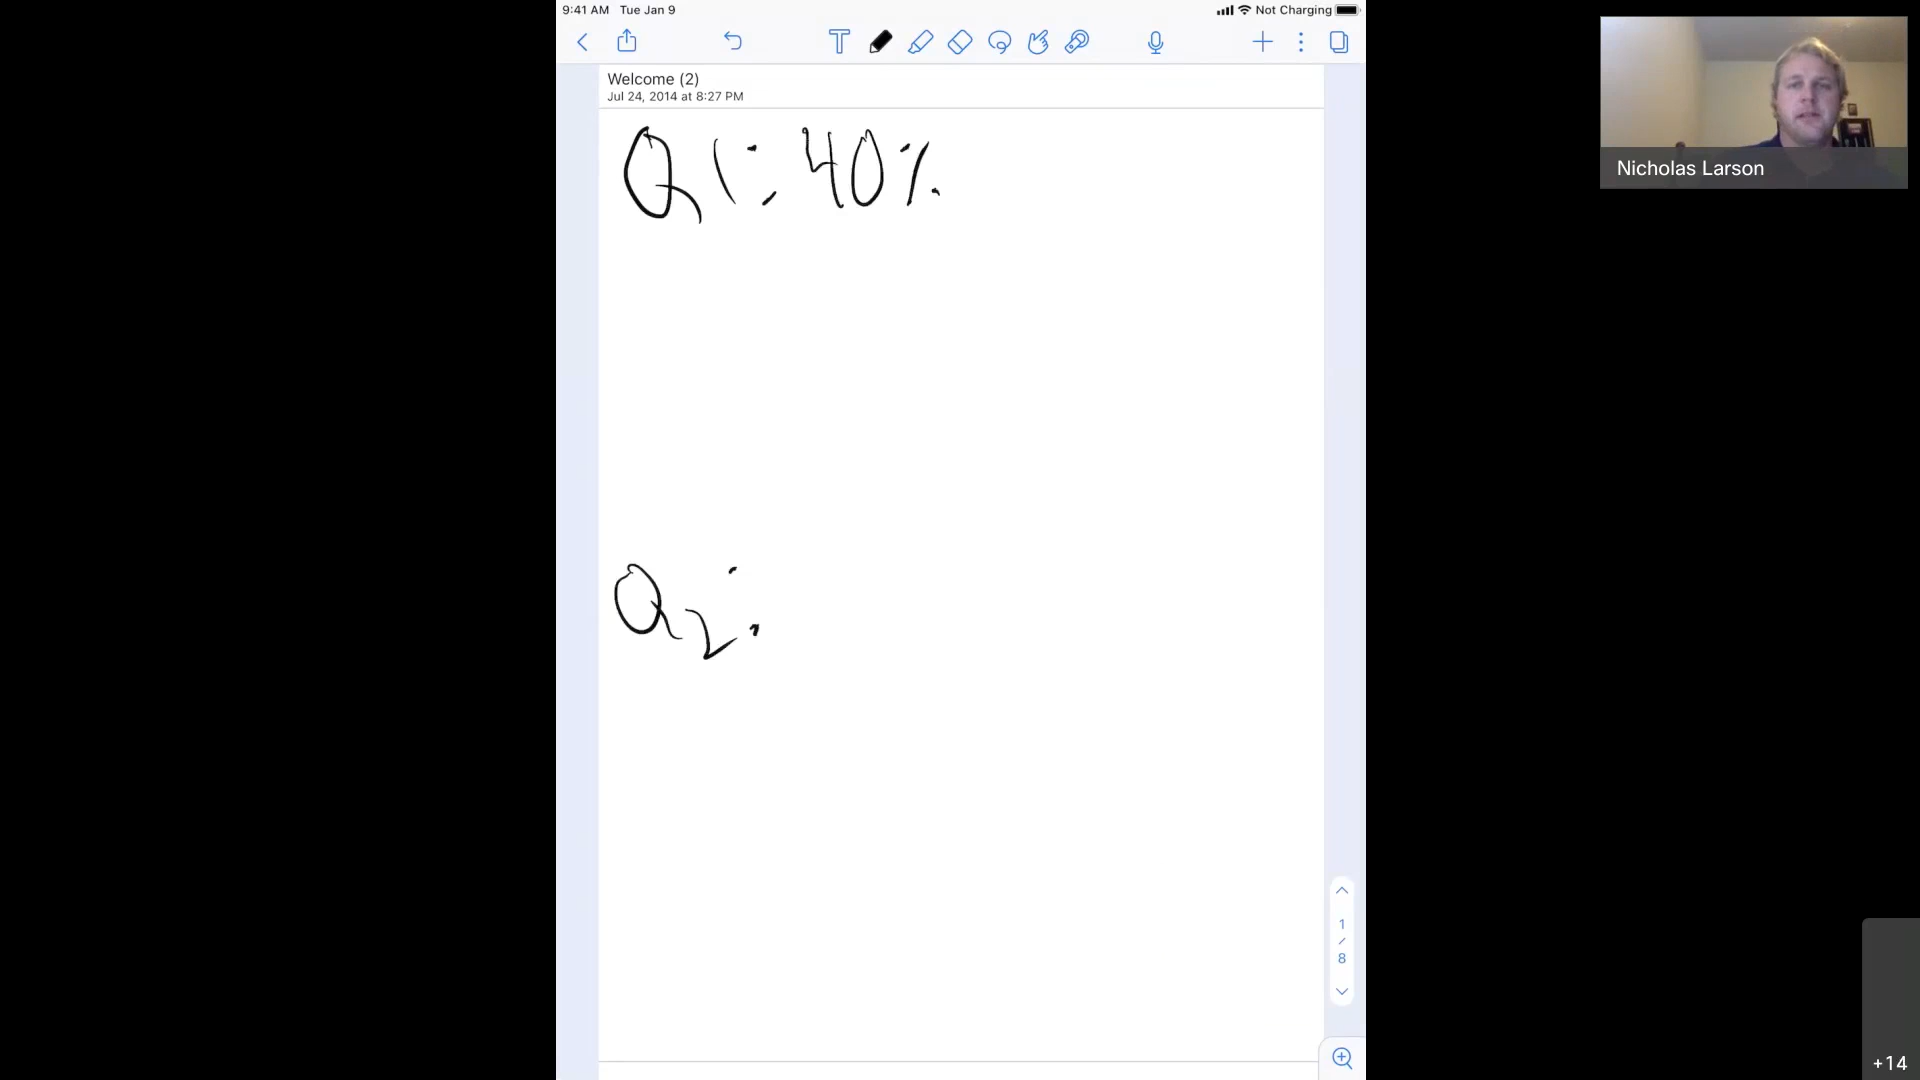 9:41 AM Tue Jan 9
Not Charging
Welcome (2)
Jul 24, 2014 at 8:27 PM
Q1: 40%
Q2:
1
/
8
Nicholas Larson
+14